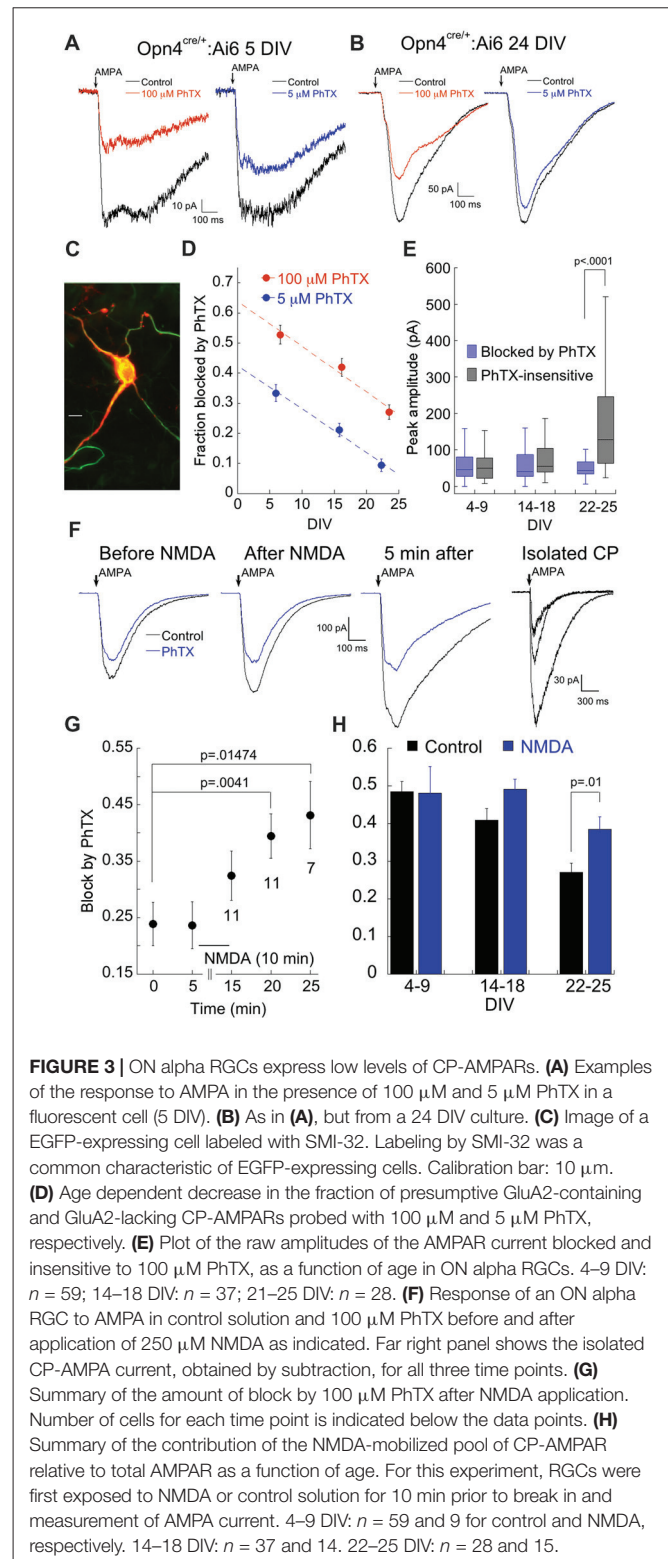 A
Opn4cre/+:Ai6 5 DIV
AMPA
Control
100 μM PhTX
AMPA
Control
5 μM PhTX
10 pA
100 ms
B
Opn4cre/+:Ai6 24 DIV
AMPA
Control
100 μM PhTX
AMPA
Control
5 μM PhTX
50 pA
100 ms
C
D
100 μM PhTX
5 μM PhTX
Fraction blocked by PhTX
0.7
0.6
0.5
0.4
0.3
0.2
0.1
0
0 5 10 15 20 25
DIV
E
p<.0001
Peak amplitude (pA)
600
500
400
300
200
150
100
50
0
Blocked by PhTX
PhTX-insensitive
4-9 14-18 22-25
DIV
F
Before NMDA
AMPA
Control
PhTX
After NMDA
AMPA
100 pA
100 ms
5 min after
AMPA
Isolated CP
AMPA
30 pA
300 ms
G
Block by PhTX
0.55
0.45
0.35
0.25
0.15
p=.01474
p=.0041
11
11
7
NMDA (10 min)
0 5 15 20 25
Time (min)
H
Control
NMDA
0.6
0.5
0.4
0.3
0.2
0.1
0
p=.01
4-9 14-18 22-25
DIV
FIGURE 3 | ON alpha RGCs express low levels of CP-AMPARs. (A) Examples
of the response to AMPA in the presence of 100 μM and 5 μM PhTX in a
fluorescent cell (5 DIV). (B) As in (A), but from a 24 DIV culture. (C) Image of a
EGFP-expressing cell labeled with SMI-32. Labeling by SMI-32 was a
common characteristic of EGFP-expressing cells. Calibration bar: 10 μm.
(D) Age dependent decrease in the fraction of presumptive GluA2-containing
and GluA2-lacking CP-AMPARs probed with 100 μM and 5 μM PhTX,
respectively. (E) Plot of the raw amplitudes of the AMPAR current blocked and
insensitive to 100 μM PhTX, as a function of age in ON alpha RGCs. 4–9 DIV:
n = 59; 14–18 DIV: n = 37; 21–25 DIV: n = 28. (F) Response of an ON alpha
RGC to AMPA in control solution and 100 μM PhTX before and after
application of 250 μM NMDA as indicated. Far right panel shows the isolated
CP-AMPA current, obtained by subtraction, for all three time points. (G)
Summary of the amount of block by 100 μM PhTX after NMDA application.
Number of cells for each time point is indicated below the data points. (H)
Summary of the contribution of the NMDA-mobilized pool of CP-AMPAR
relative to total AMPAR as a function of age. For this experiment, RGCs were
first exposed to NMDA or control solution for 10 min prior to break in and
measurement of AMPA current. 4–9 DIV: n = 59 and 9 for control and NMDA,
respectively. 14–18 DIV: n = 37 and 14. 22–25 DIV: n = 28 and 15.